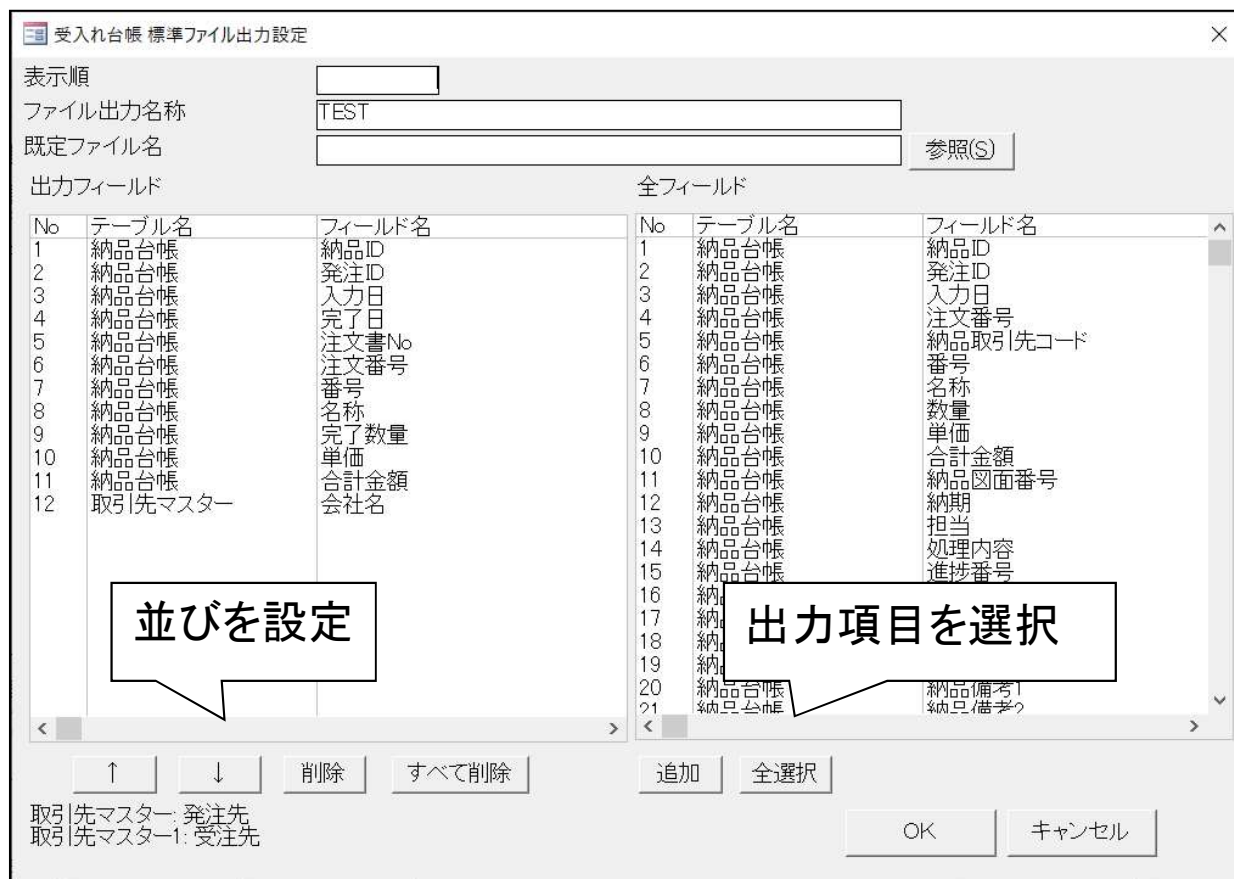 受入れ台帳 標準ファイル出力設定
表示順
ファイル出力名称 TEST
既定ファイル名 参照(S)
出力フィールド
No テーブル名 フィールド名
1 納品台帳 納品ID
2 納品台帳 発注ID
3 納品台帳 入力日
4 納品台帳 完了日
5 納品台帳 注文書No
6 納品台帳 注文番号
7 納品台帳 番号
8 納品台帳 名称
9 納品台帳 完了数量
10 納品台帳 単価
11 納品台帳 合計金額
12 取引先マスター 会社名
並びを設定
↑ ↓ 削除 すべて削除
取引先マスター: 発注先
取引先マスター1: 受注先
全フィールド
No テーブル名 フィールド名
1 納品台帳 納品ID
2 納品台帳 発注ID
3 納品台帳 入力日
4 納品台帳 注文番号
5 納品台帳 納品取引先コード
6 納品台帳 番号
7 納品台帳 名称
8 納品台帳 数量
9 納品台帳 単価
10 納品台帳 合計金額
11 納品台帳 納品図面番号
12 納品台帳 納期
13 納品台帳 担当
14 納品台帳 処理内容
15 納品台帳 進捗番号
16 納
17 納
18 納
19 納
20 納品台帳 納品備考1
21 納品台帳 納品備考2
出力項目を選択
追加 全選択
OK キャンセル